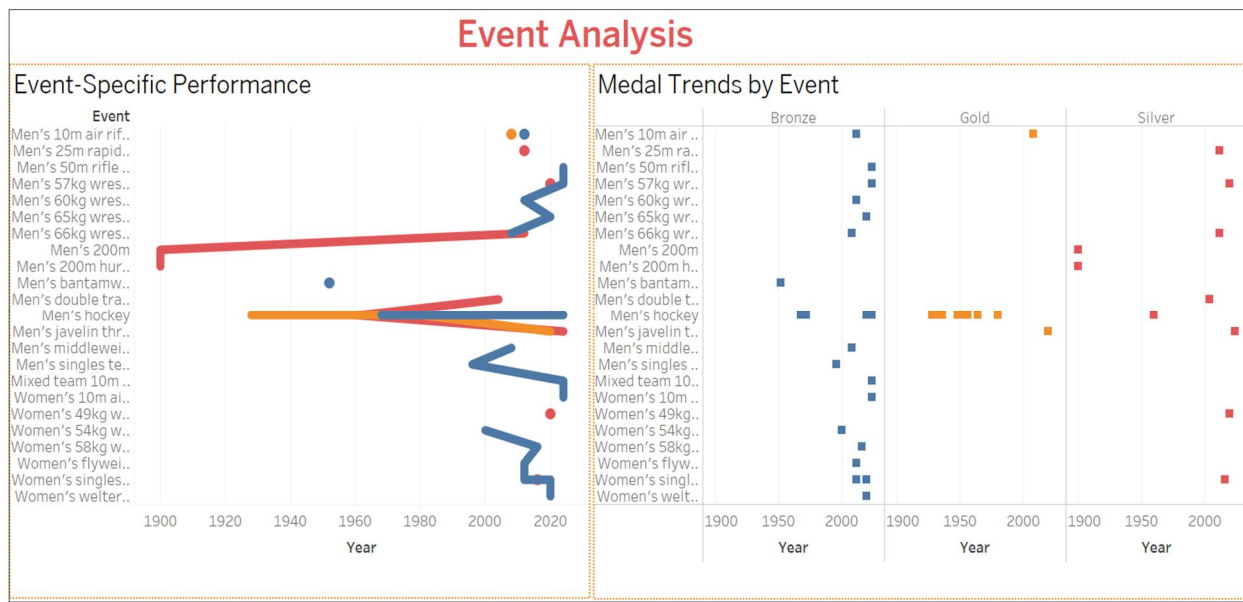 Event Analysis
Event-Specific Performance
Event
Men's 10m air rif..
Men's 25m rapid..
Men's 50m rifle ..
Men's 57kg wres..
Men's 60kg wres..
Men's 65kg wres..
Men's 66kg wres..
Men's 200m
Men's 200m hur..
Men's bantamw..
Men's double tra..
Men's hockey
Men's javelin thr..
Men's middlewei..
Men's singles te..
Mixed team 10m ..
Women's 10m ai..
Women's 49kg w..
Women's 54kg w..
Women's 58kg w..
Women's flywei..
Women's singles..
Women's welter..
1900 1920 1940 1960 1980 2000 2020
Year
Medal Trends by Event
Bronze Gold Silver
Men's 10m air ..
Men's 25m ra..
Men's 50m rifl..
Men's 57kg wr..
Men's 60kg wr..
Men's 65kg wr..
Men's 66kg wr..
Men's 200m
Men's 200m h..
Men's bantam..
Men's double t..
Men's hockey
Men's javelin t..
Men's middle..
Men's singles ..
Mixed team 10..
Women's 10m ..
Women's 49kg..
Women's 54kg..
Women's 58kg..
Women's flyw..
Women's singl..
Women's welt..
1900 1950 2000 1900 1950 2000 1900 1950 2000
Year Year Year